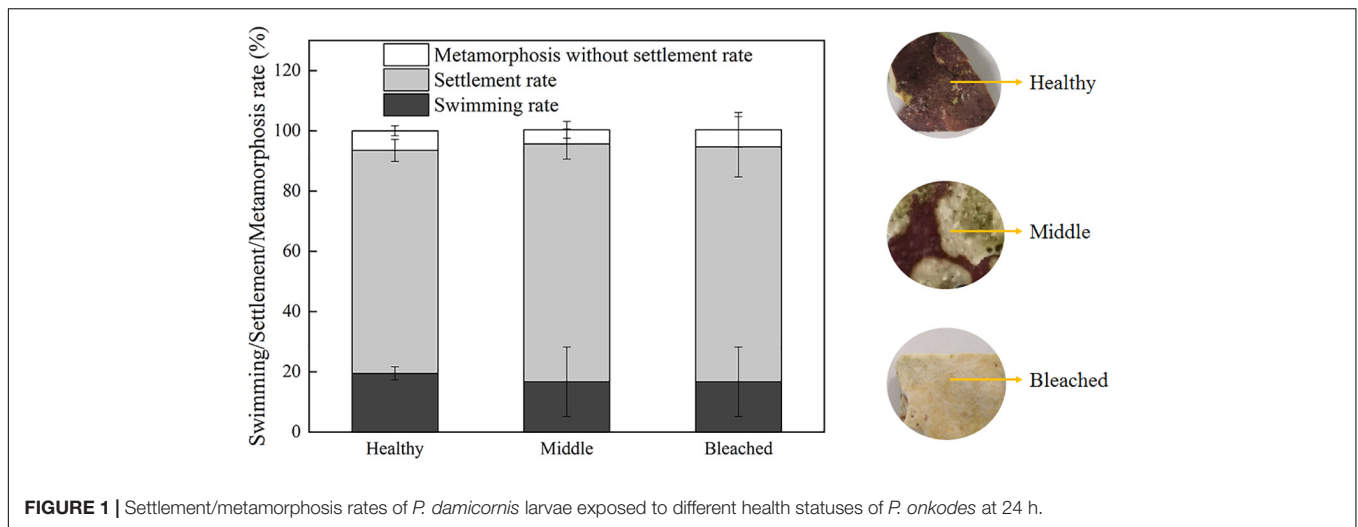 Swimming/Settlement/Metamorphosis rate (%)
120
100
80
60
40
20
0
Metamorphosis without settlement rate
Settlement rate
Swimming rate
Healthy
Middle
Bleached
Healthy
Middle
Bleached
FIGURE 1 | Settlement/metamorphosis rates of P. damicornis larvae exposed to different health statuses of P. onkodes at 24 h.